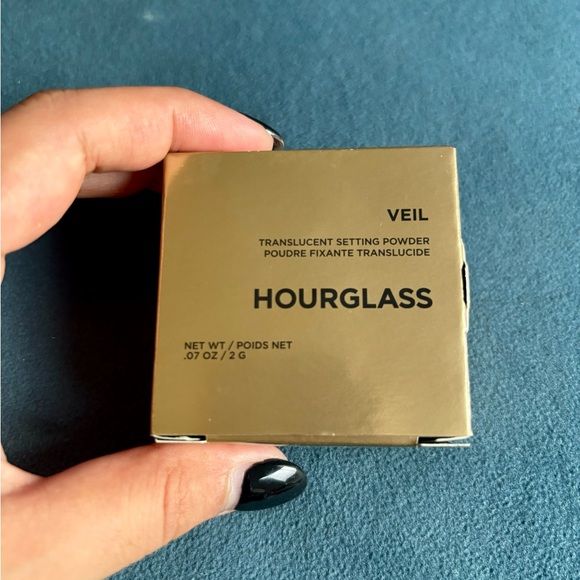 VEIL
TRANSLUCENT SETTING POWDER
POUDRE FIXANTE TRANSLUCIDE
HOURGLASS
NET WT / POIDS NET
.07 OZ / 2 G